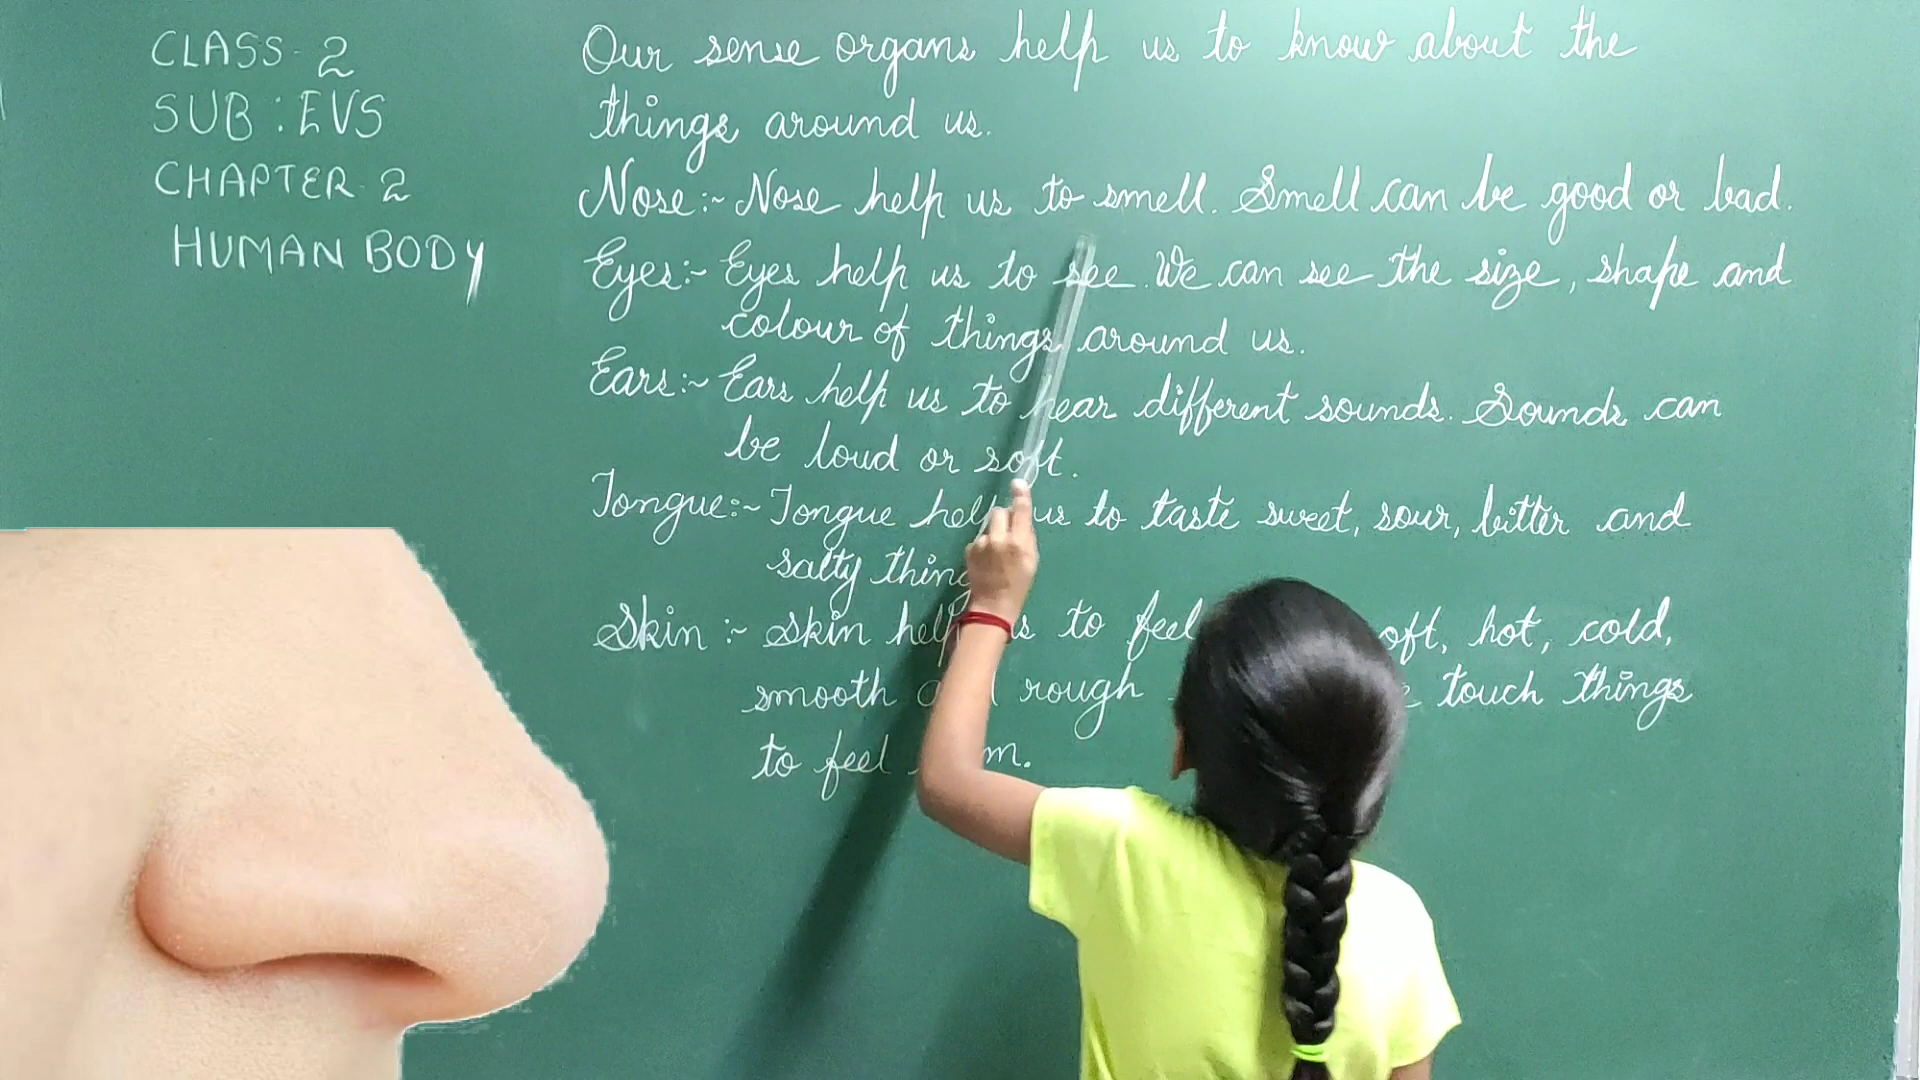 CLASS-2
SUB : EVS
CHAPTER-2
HUMAN BODY
Our sense organs help us to know about the
things around us.
Nose:- Nose help us to smell. Smell can be good or bad.
Eyes:- Eyes help us to see. We can see the size, shape and
colour of things around us.
Ears:- Ears help us to hear different sounds. Sounds can
be loud or soft.
Tongue:- Tongue help us to taste sweet, sour, bitter and
salty
Skin :- Skin help to feel hot, cold,
smooth rough touch things
to feel